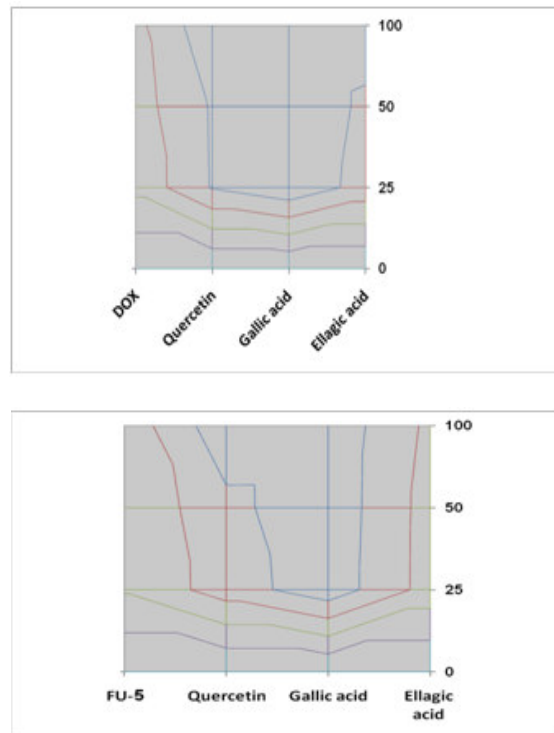 100
50
25
0
DOX
Quercetin
Gallic acid
Ellagic acid
100
50
25
0
FU-5
Quercetin
Gallic acid
Ellagic
acid